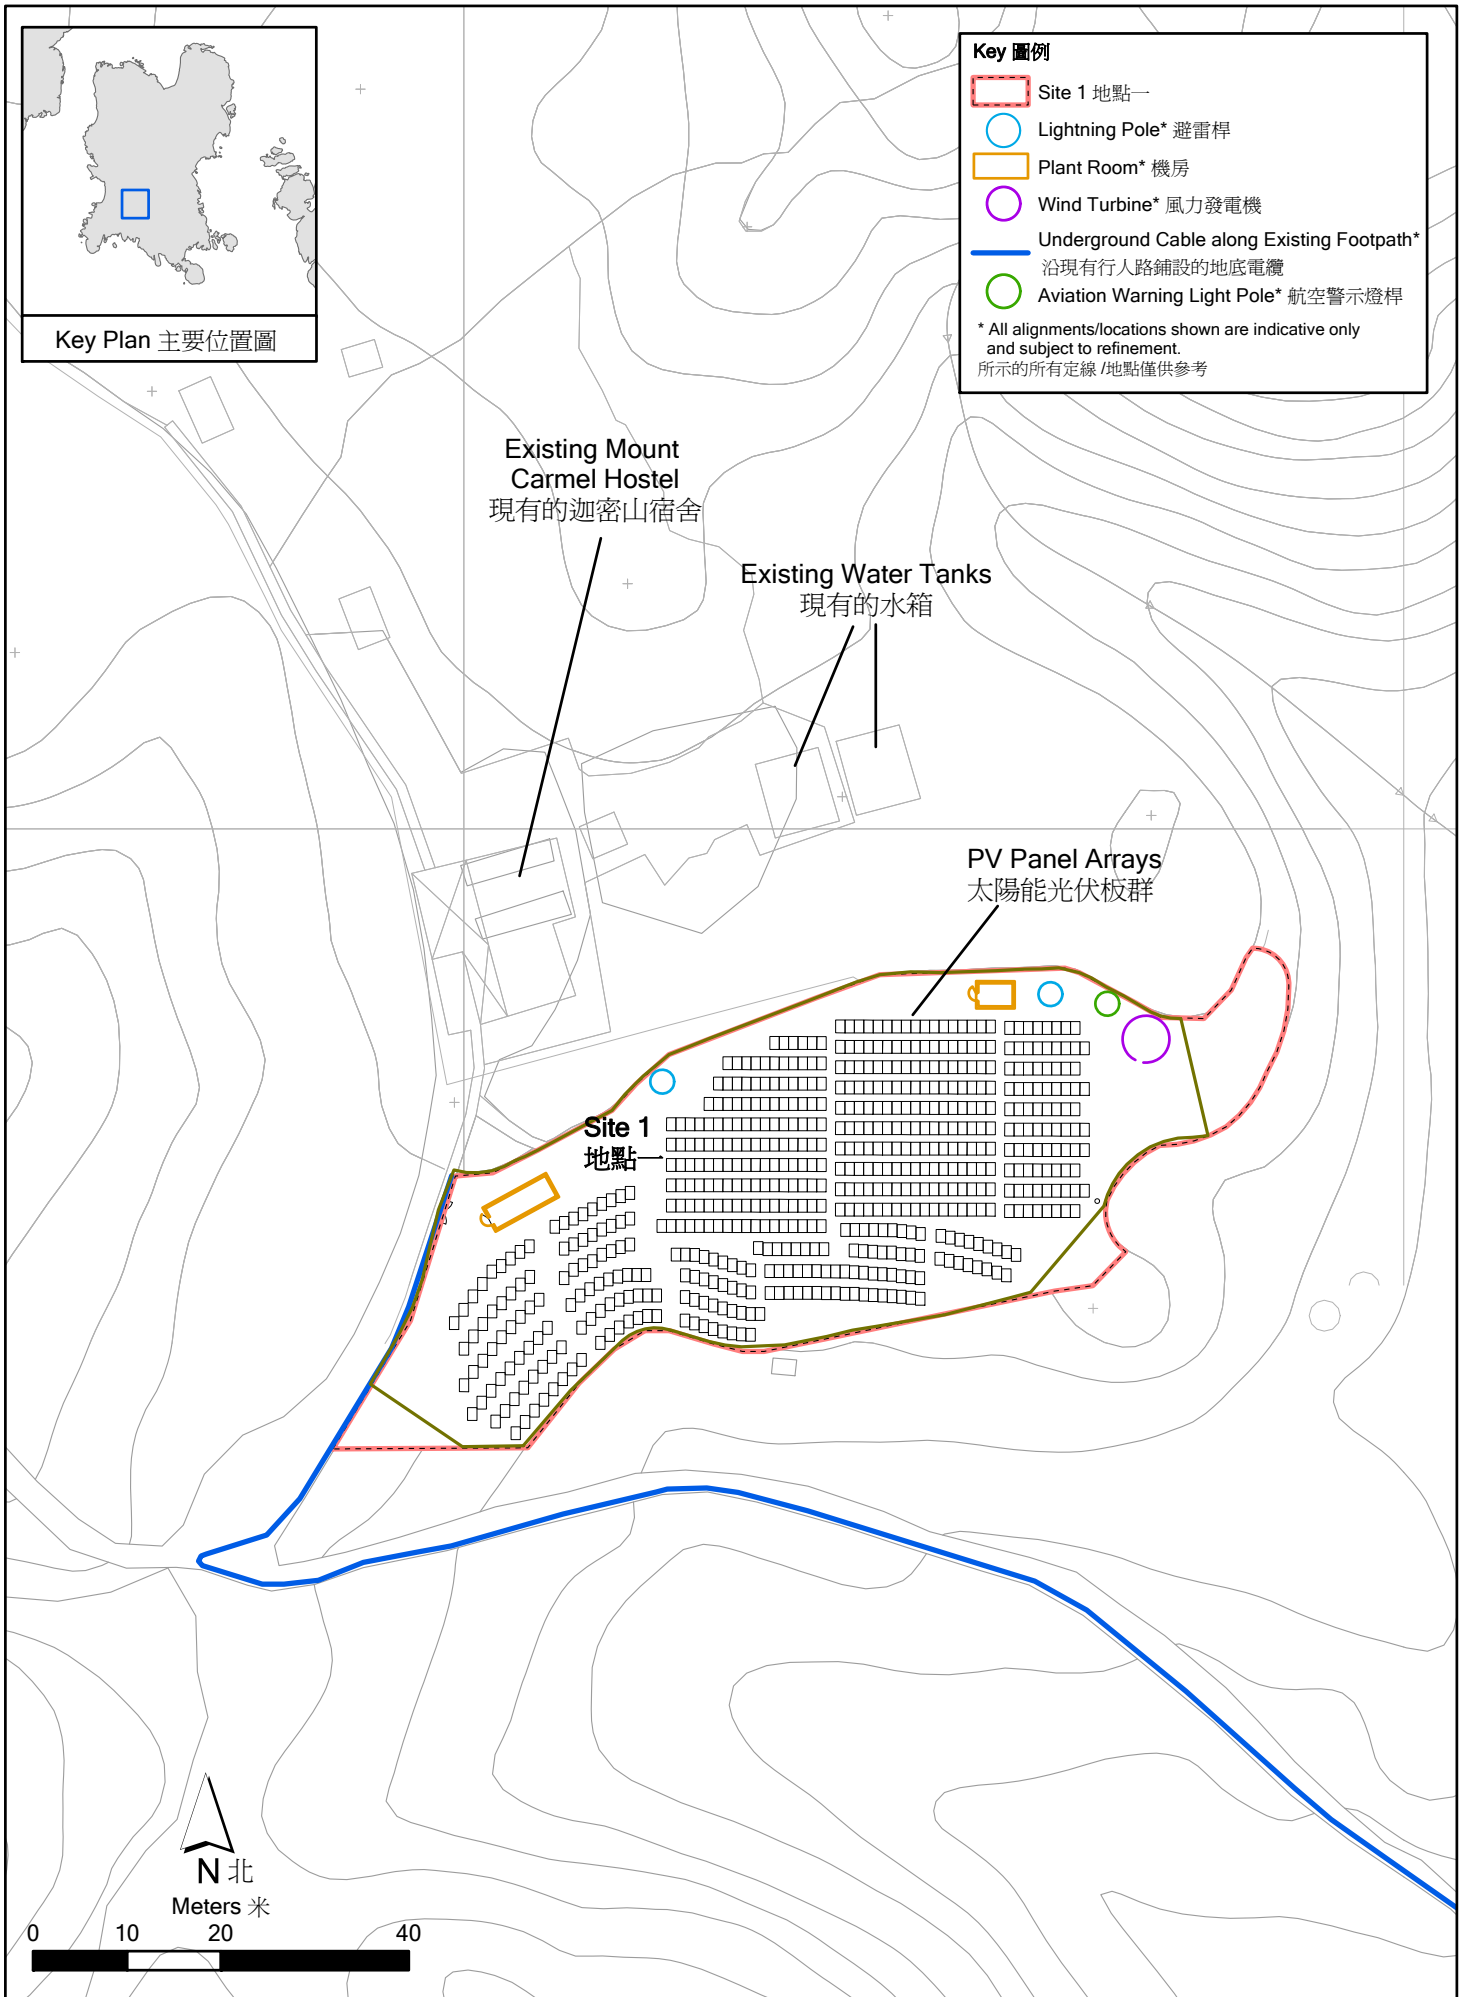 Key Plan 主要位置圖
Key 圖例
Site 1 地點一
Lightning Pole* 避雷桿
Plant Room* 機房
Wind Turbine* 風力發電機
Underground Cable along Existing Footpath*
沿現有行人路鋪設的地底電纜
Aviation Warning Light Pole* 航空警示燈桿
* All alignments/locations shown are indicative only
and subject to refinement.
所示的所有定線 /地點僅供參考
Existing Mount
Carmel Hostel
現有的迦密山宿舍
Existing Water Tanks
現有的水箱
PV Panel Arrays
太陽能光伏板群
Site 1
地點一
N 北
Meters 米
0 10 20 40